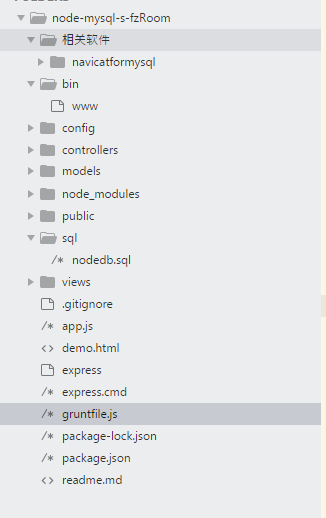 node-mysql-s-fzRoom
相关软件
navicatformysql
bin
www
config
controllers
models
node_modules
public
sql
nodedb.sql
views
.gitignore
app.js
demo.html
express
express.cmd
gruntfile.js
package-lock.json
package.json
readme.md